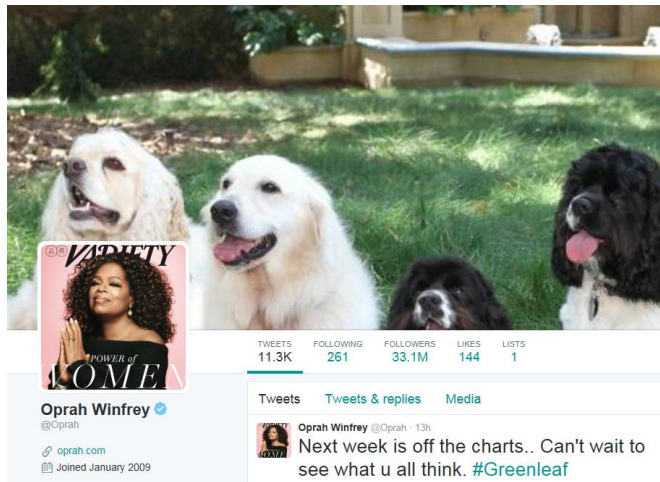 VARIETY
POWER of
WOMEN
TWEETS FOLLOWING FOLLOWERS LIKES LISTS
11.3K 261 33.1M 144 1
Oprah Winfrey
@Oprah
oprah.com
Joined January 2009
Tweets Tweets & replies Media
Oprah Winfrey @Oprah · 13h
Next week is off the charts.. Can't wait to
see what u all think. #Greenleaf